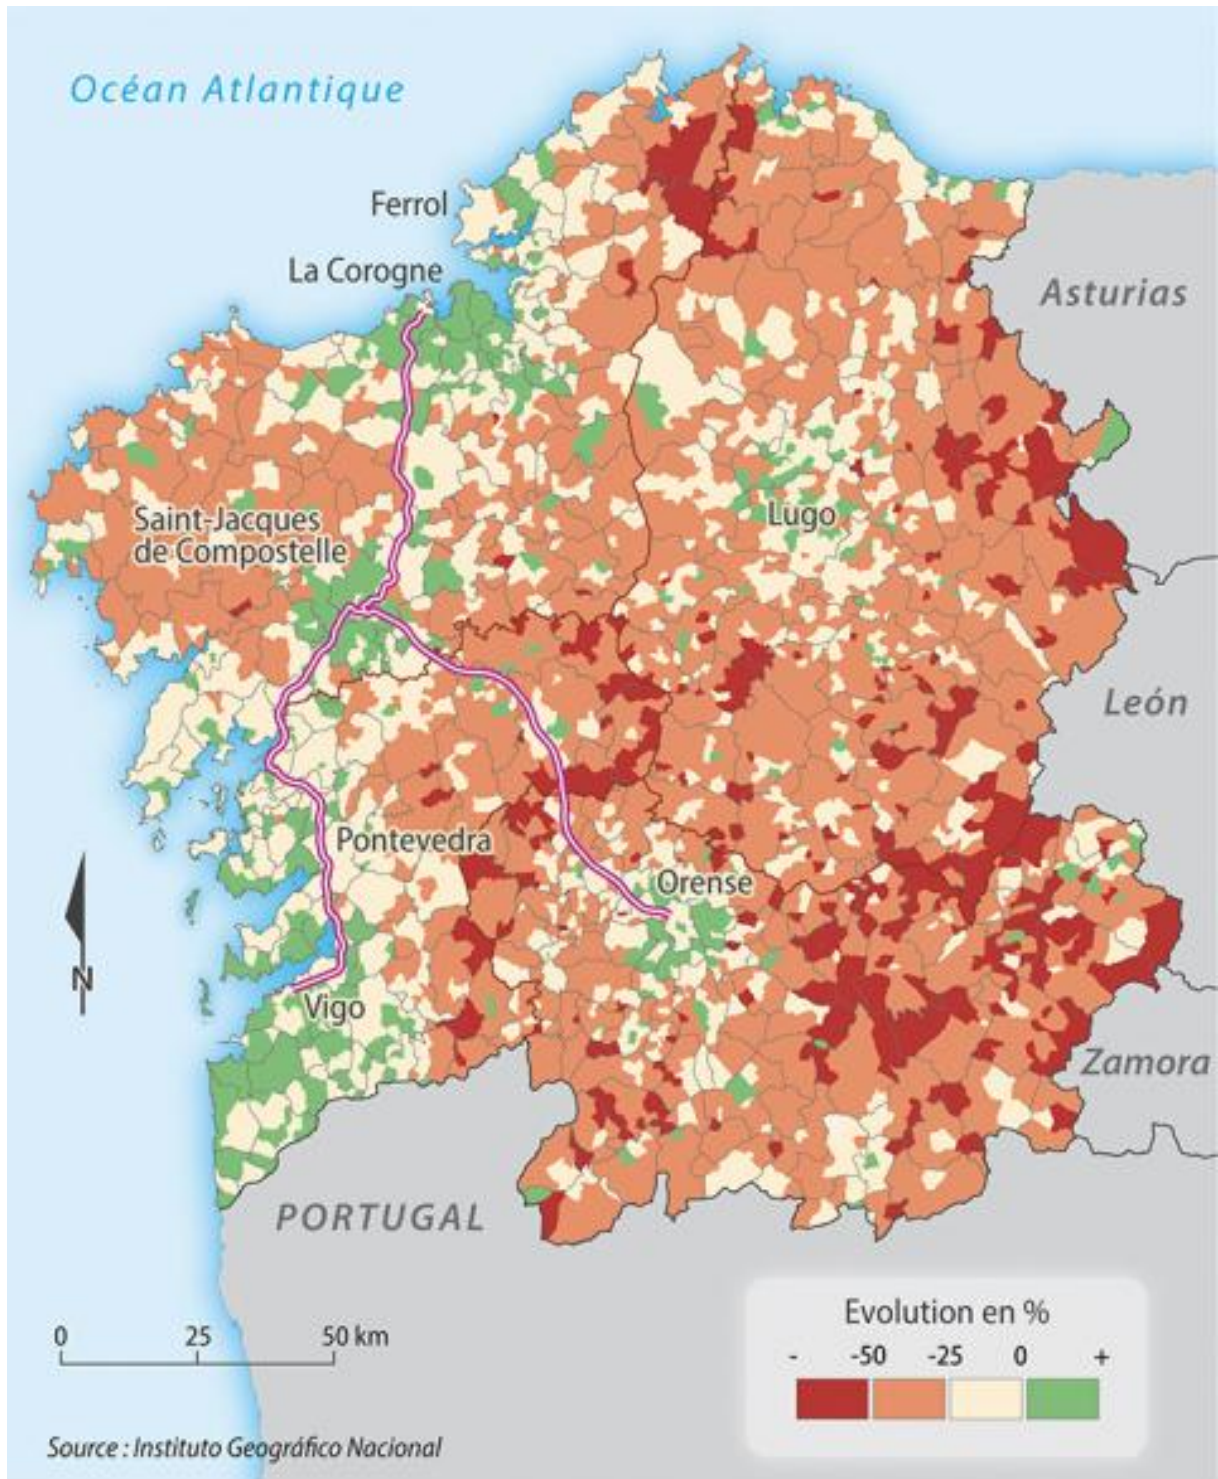 Océan Atlantique
Ferrol
La Corogne
Asturias
Saint-Jacques
de Compostelle
Lugo
León
Pontevedra
Orense
N
Vigo
Zamora
PORTUGAL
Evolution en %
- -50 -25 0 +
0 25 50 km
Source : Instituto Geográfico Nacional